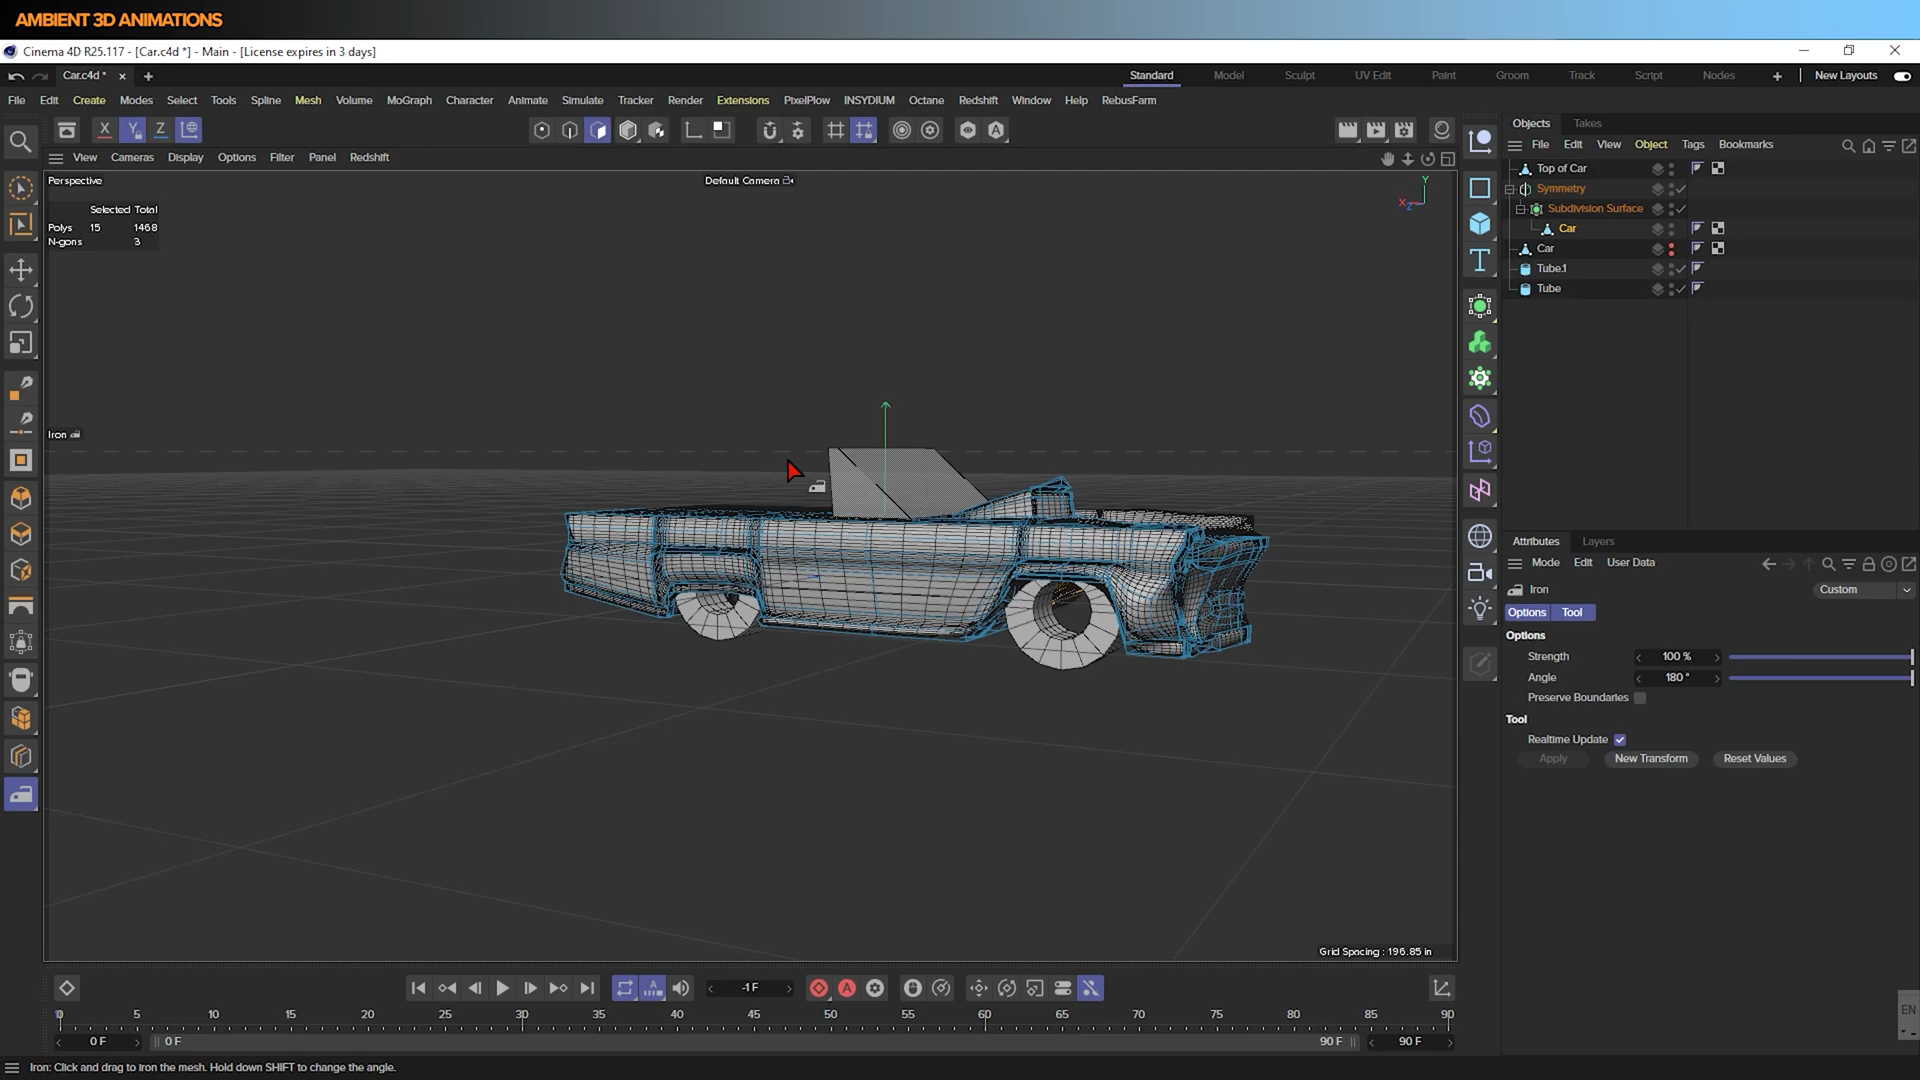 AMBIENT 3D ANIMATIONS
Cinema 4D R25.117 - [Car.c4d *] - Main - [License expires in 3 days]
Car.c4d * Standard Model Sculpt UV Edit Paint Groom Track Script Nodes New Layouts
File Edit Create Modes Select Tools Spline Mesh Volume MoGraph Character Animate Simulate Tracker Render Extensions PixelPlow INSYDIUM Octane Redshift Window Help RebusFarm
X Y Z
Objects Takes
File Edit View Object Tags Bookmarks
View Cameras Display Options Filter Panel Redshift
Perspective
Default Camera
Y
X Z
Selected Total
Polys 15 1468
N-gons 3
Iron
Grid Spacing : 196.85 in
Top of Car
Symmetry
Subdivision Surface
Car
Car
Tube.1
Tube
Attributes Layers
Mode Edit User Data
Iron Custom
Options Tool
Options
Strength 100 %
Angle 180 °
Preserve Boundaries
Tool
Realtime Update
Apply New Transform Reset Values
-1 F
0 5 10 15 20 25 30 35 40 45 50 55 60 65 70 75 80 85 90
0 F 0 F 90 F 90 F
EN
Iron: Click and drag to iron the mesh. Hold down SHIFT to change the angle.